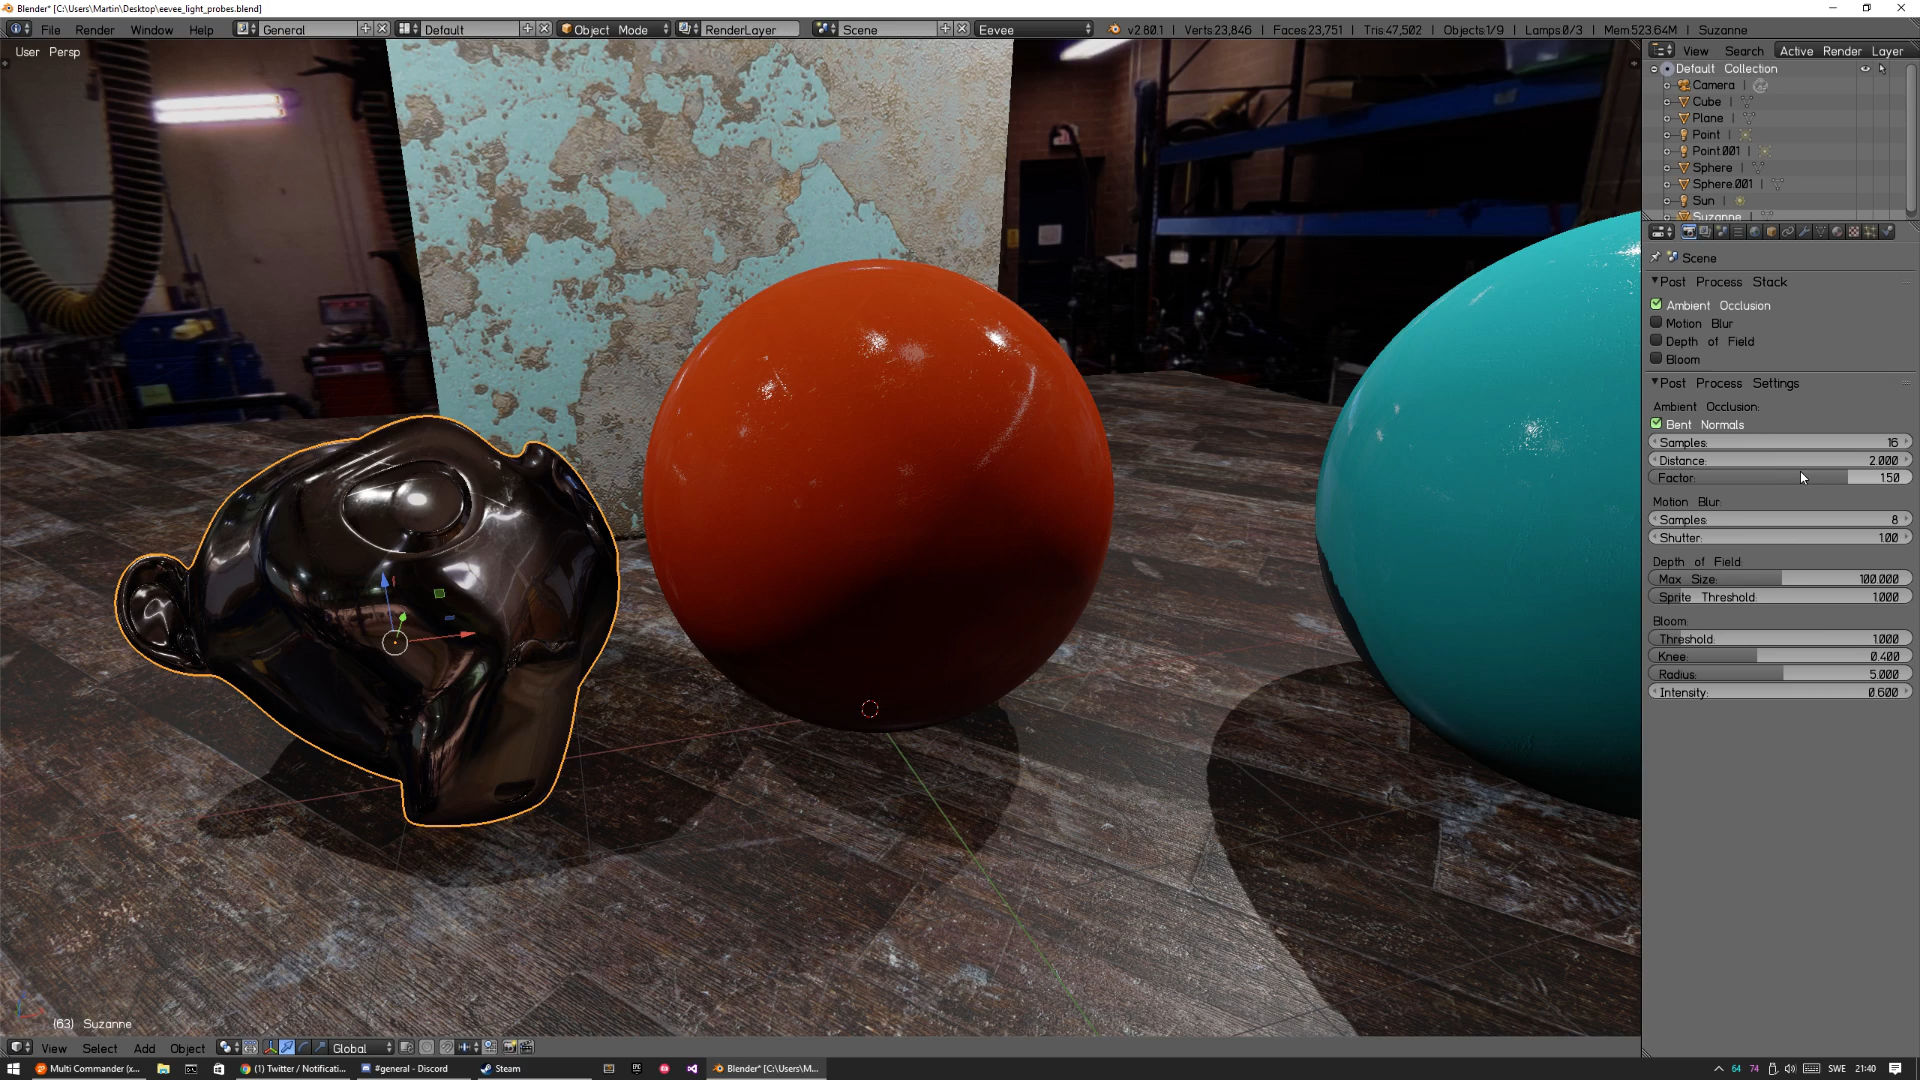 Blender* [C:\Users\Martin\Desktop\eevee_light_probes.blend]
File Render Window Help General Default Object Mode RenderLayer Scene Eevee v2.80.1 | Verts:23,846 | Faces:23,751 | Tris:47,502 | Objects:1/9 | Lamps:0/3 | Mem:523.64M | Suzanne
User Persp
View Search Active Render Layer
Default Collection
Camera |
Cube |
Plane |
Point |
Point.001 |
Sphere |
Sphere.001 |
Sun |
Suzanne |
Scene
Post Process Stack
Ambient Occlusion
Motion Blur
Depth of Field
Bloom
Post Process Settings
Ambient Occlusion:
Bent Normals
Samples: 16
Distance: 2.000
Factor: 1.50
Motion Blur:
Samples: 8
Shutter: 1.00
Depth of Field:
Max Size: 100.000
Sprite Threshold: 1.000
Bloom:
Threshold: 1.000
Knee: 0.400
Radius: 5.000
Intensity: 0.600
(63) Suzanne
View Select Add Object Global
Multi Commander (x... (1) Twitter / Notificati... #general - Discord Steam Blender* [C:\Users\M... 64 74 SWE 21:40